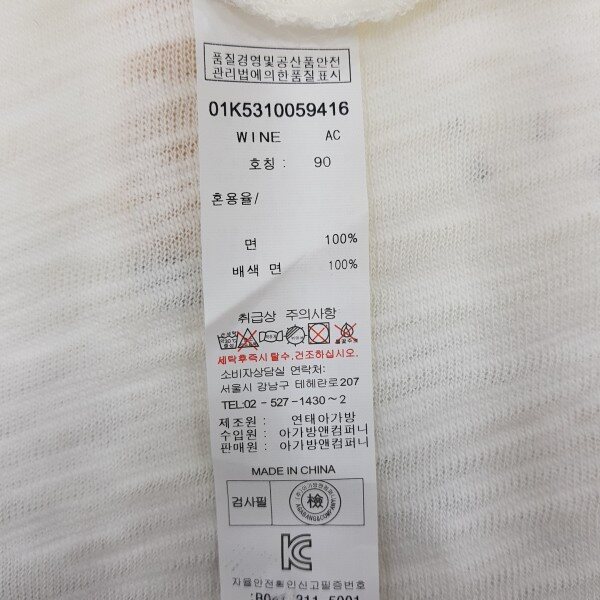 품질경영및공산품안전
관리법에의한품질표시
01K5310059416
WINE AC
호칭 : 90
혼용율/
면 100%
배색 면 100%
취급상 주의사항
세탁후즉시탈수,건조하십시오.
소비자상담실 연락처:
서울시 강남구 테헤란로207
TEL:02 - 527 -1430~2
제조원 : 연태아가방
수입원 : 아가방앤컴퍼니
판매원 : 아가방앤컴퍼니
MADE IN CHINA
검사필 檢
AGABANG&COMPANY
KC
자율안전확인신고필증번호